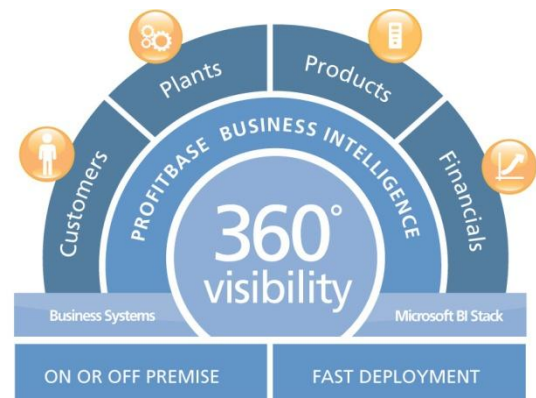 Customers
Plants
Products
Financials
PROFITBASE BUSINESS INTELLIGENCE
360°
visibility
Business Systems
Microsoft BI Stack
ON OR OFF PREMISE
FAST DEPLOYMENT